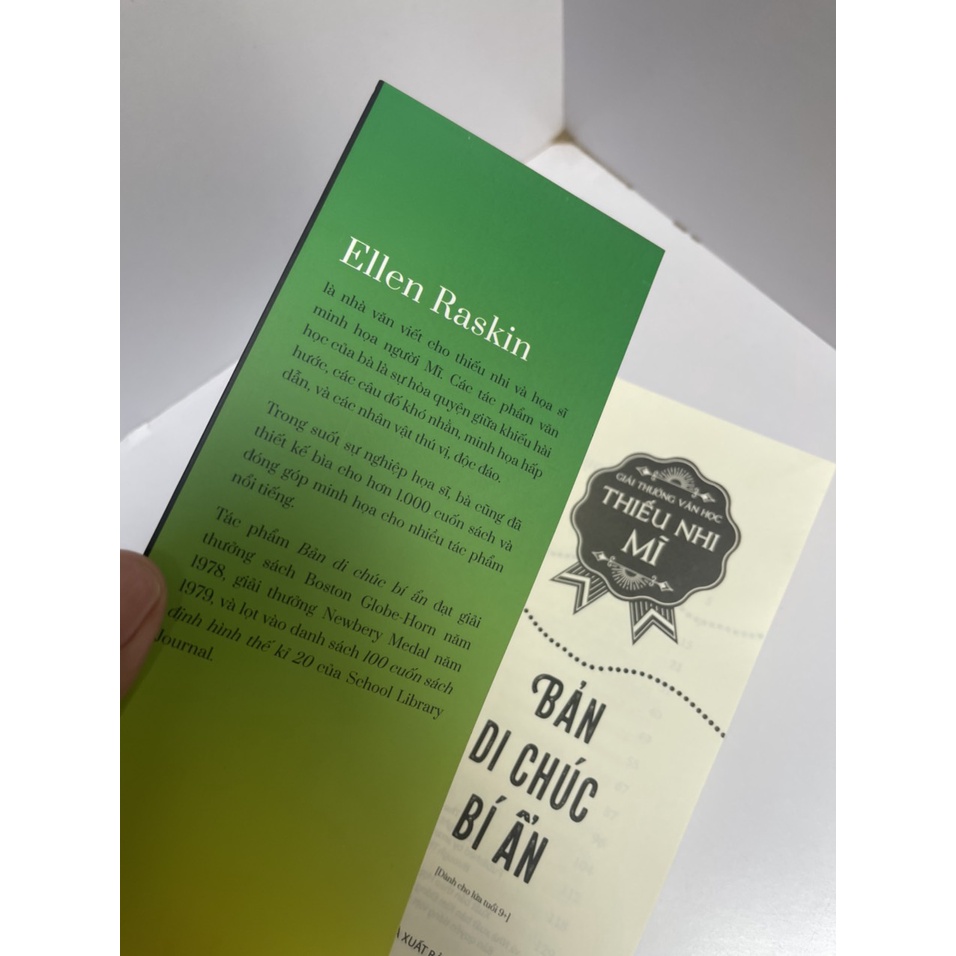 Ellen Raskin
là nhà văn viết cho thiếu nhi và họa sĩ
minh họa người Mĩ. Các tác phẩm văn
học của bà là sự hòa quyện giữa khiếu hài
hước, các câu đố khó nhằn, minh họa hấp
dẫn, và các nhân vật thú vị, độc đáo.
Trong suốt sự nghiệp họa sĩ, bà cũng đã
thiết kế bìa cho hơn 1.000 cuốn sách và
đóng góp minh họa cho nhiều tác phẩm
nổi tiếng.
Tác phẩm Bản di chúc bí ẩn đạt giải
thưởng sách Boston Globe-Horn năm
1978, giải thưởng Newbery Medal năm
1979, và lọt vào danh sách 100 cuốn sách
định hình thế kỉ 20 của School Library
Journal.
GIẢI THƯỞNG VĂN HỌC
THIẾU NHI
MĨ
BẢN
DI CHÚC
BÍ ẨN
[Dành cho lứa tuổi 9+]
XUẤT